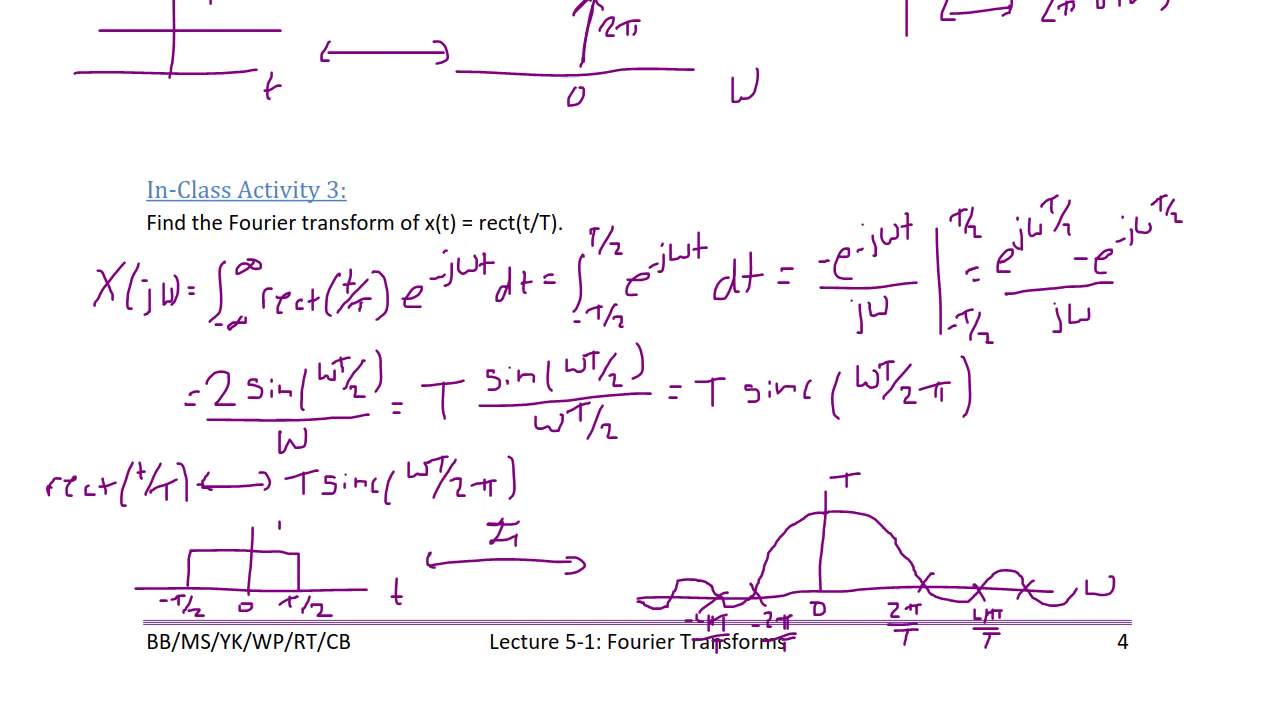 2π
t
0
ω
In-Class Activity 3:
Find the Fourier transform of x(t) = rect(t/T).
X(jω) = ∫_{-∞}^{∞} rect(t/T) e^{-jωt} dt = ∫_{-T/2}^{T/2} e^{-jωt} dt = -e^{-jωt}/jω |_{-T/2}^{T/2} = (e^{jωT/2} - e^{-jωT/2})/jω
= 2 sin(ωT/2)/ω = T sin(ωT/2)/(ωT/2) = T sinc(ωT/2π)
rect(t/T) ⟷ T sinc(ωT/2π)
1
T
-T/2 0 T/2 t
-4π/T -2π/T 0 2π/T 4π/T ω
BB/MS/YK/WP/RT/CB Lecture 5-1: Fourier Transforms 4